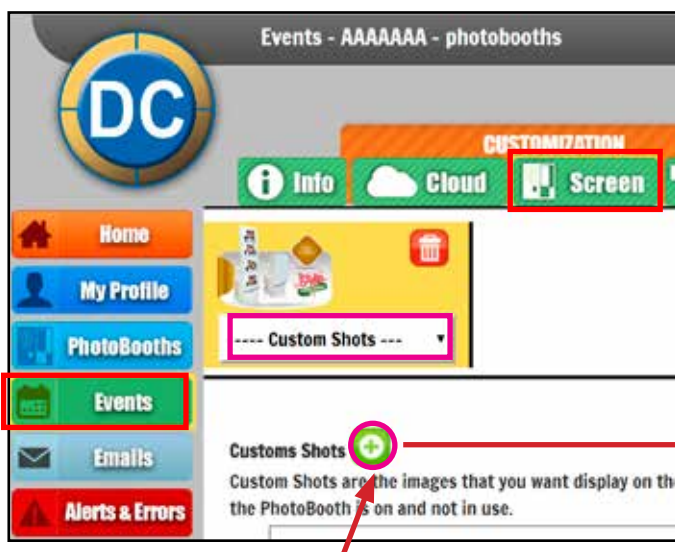 Events - AAAAAAA - photobooths
DC
CUSTOMIZATION
Info
Cloud
Screen
Home
My Profile
PhotoBooths
Events
Emails
Alerts & Errors
---- Custom Shots ---
Customs Shots
Custom Shots are the images that you want display on the
the PhotoBooth is on and not in use.